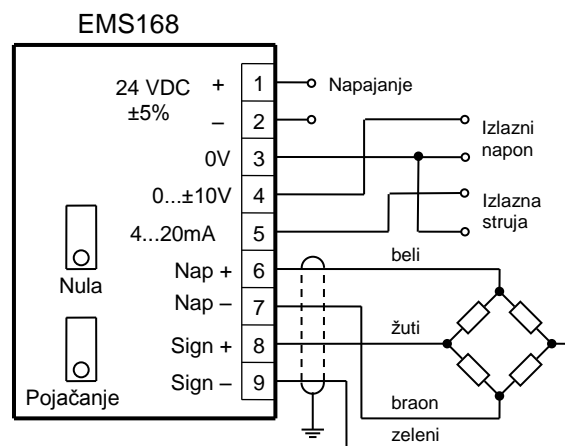 EMS168
24 VDC + 1 Napajanje
±5% – 2
0V 3
Izlazni
napon
0...±10V 4
4...20mA 5
Izlazna
struja
Nap + 6 beli
Nula
Nap – 7
Sign + 8 žuti
Sign – 9
Pojačanje
braon
zeleni